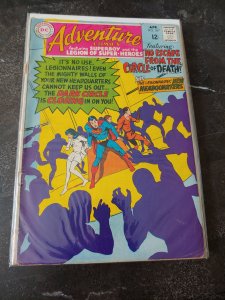 DC
Adventure
COMICS
featuring SUPERBOY and the
LEGION OF SUPER-HEROES
APR.
12¢
Featuring:
"NO ESCAPE
FROM THE
CIRCLE OF DEATH!"
IT'S NO USE,
LEGIONNAIRES! EVEN
THE MIGHTY WALLS OF
YOUR NEW HEADQUARTERS
CANNOT KEEP US OUT...
THE DARK CIRCLE
IS CLOSING IN ON YOU!
LEGIONNAIRES' NEW
HEADQUARTERS!